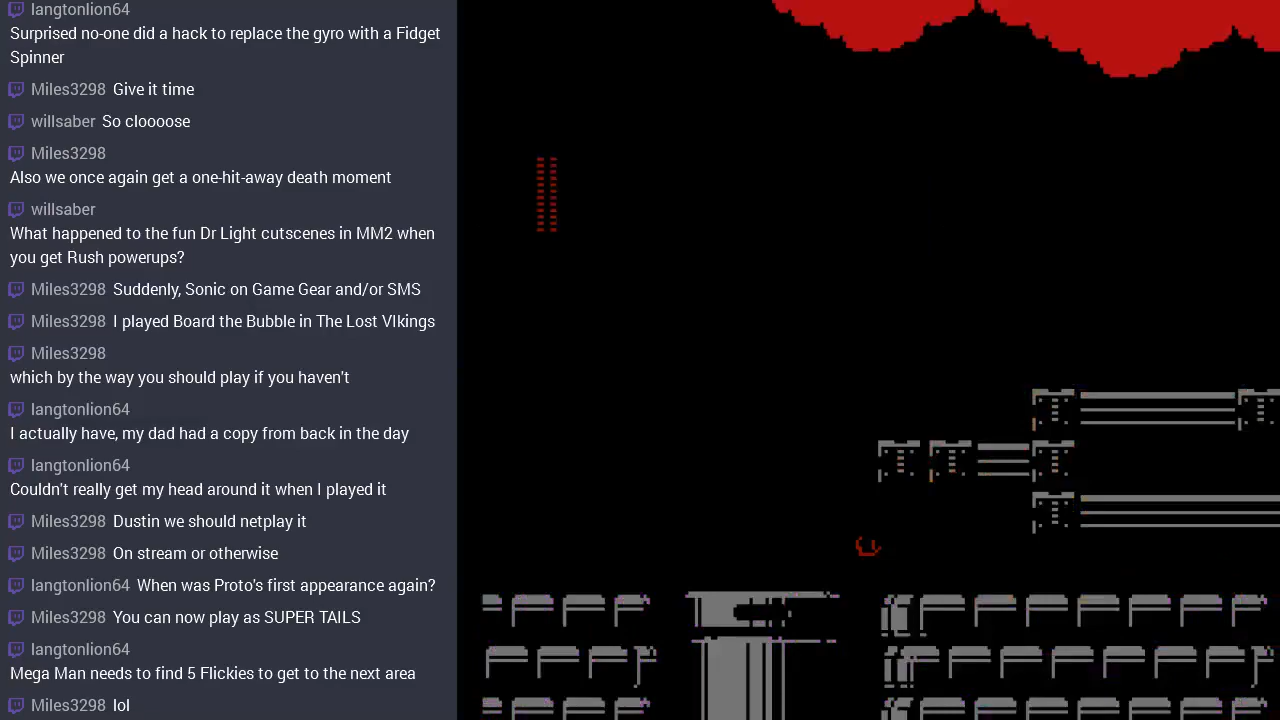 langtonlion64
Surprised no-one did a hack to replace the gyro with a Fidget
Spinner
Miles3298 Give it time
willsaber So cloooose
Miles3298
Also we once again get a one-hit-away death moment
willsaber
What happened to the fun Dr Light cutscenes in MM2 when
you get Rush powerups?
Miles3298 Suddenly, Sonic on Game Gear and/or SMS
Miles3298 I played Board the Bubble in The Lost VIkings
Miles3298
which by the way you should play if you haven't
langtonlion64
I actually have, my dad had a copy from back in the day
langtonlion64
Couldn't really get my head around it when I played it
Miles3298 Dustin we should netplay it
Miles3298 On stream or otherwise
langtonlion64 When was Proto's first appearance again?
Miles3298 You can now play as SUPER TAILS
langtonlion64
Mega Man needs to find 5 Flickies to get to the next area
Miles3298 lol